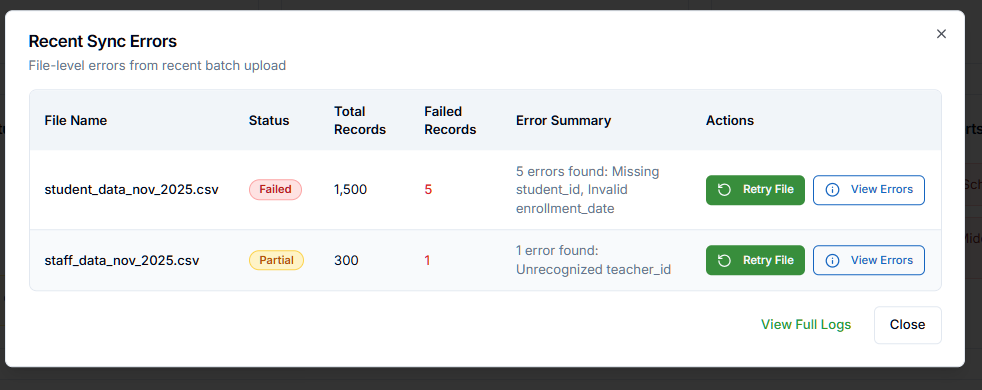 Recent Sync Errors
File-level errors from recent batch upload
File Name
Status
Total
Records
Failed
Records
Error Summary
Actions
student_data_nov_2025.csv
Failed
1,500
5
5 errors found: Missing
student_id, Invalid
enrollment_date
Retry File
View Errors
staff_data_nov_2025.csv
Partial
300
1
1 error found:
Unrecognized teacher_id
Retry File
View Errors
View Full Logs
Close